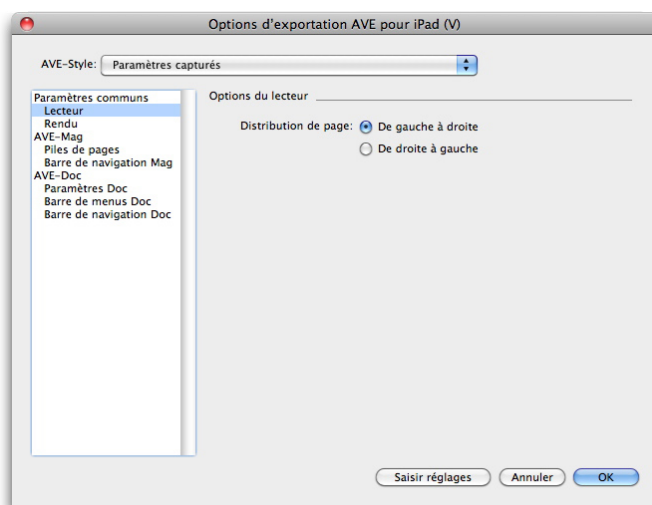 Options d'exportation AVE pour iPad (V)
AVE-Style: Paramètres capturés
Paramètres communs
Lecteur
Rendu
AVE-Mag
Piles de pages
Barre de navigation Mag
AVE-Doc
Paramètres Doc
Barre de menus Doc
Barre de navigation Doc
Options du lecteur
Distribution de page: De gauche à droite
De droite à gauche
Saisir réglages Annuler OK